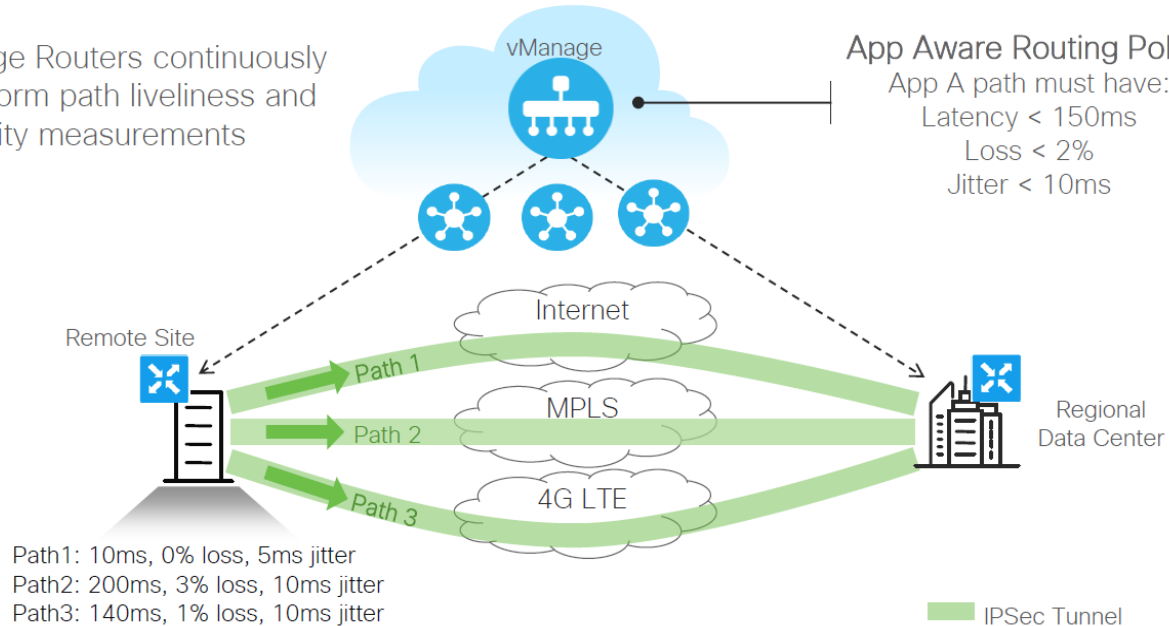 ge Routers continuously
orm path liveliness and
ity measurements
vManage
App Aware Routing Pol
App A path must have:
Latency < 150ms
Loss < 2%
Jitter < 10ms
Remote Site
Internet
Path 1
MPLS
Path 2
4G LTE
Path 3
Regional
Data Center
Path1: 10ms, 0% loss, 5ms jitter
Path2: 200ms, 3% loss, 10ms jitter
Path3: 140ms, 1% loss, 10ms jitter
IPSec Tunnel